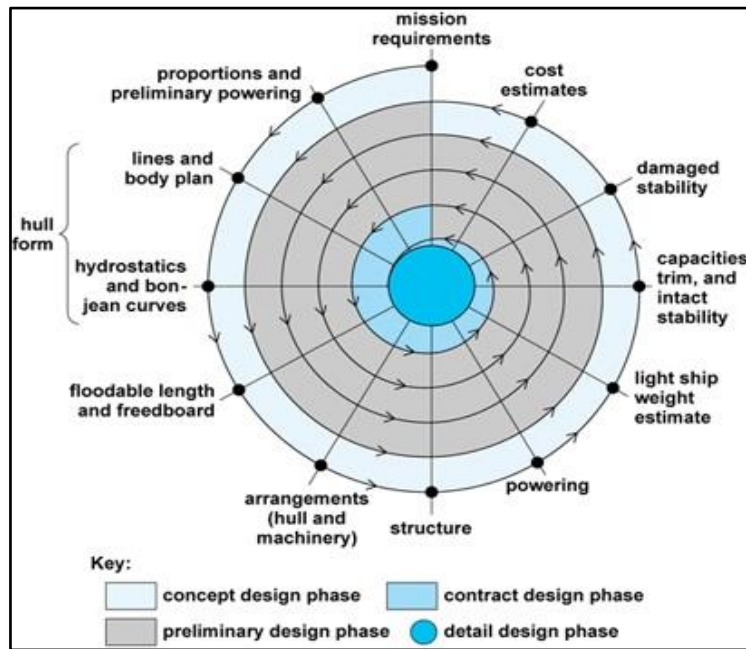 mission
requirements
proportions and
preliminary powering
cost
estimates
lines and
body plan
damaged
stability
hull
form
hydrostatics
and bon-
jean curves
capacities,
trim, and
intact
stability
floodable length
and freedboard
light ship
weight
estimate
arrangements
(hull and
machinery)
structure
powering
Key:
concept design phase
contract design phase
preliminary design phase
detail design phase